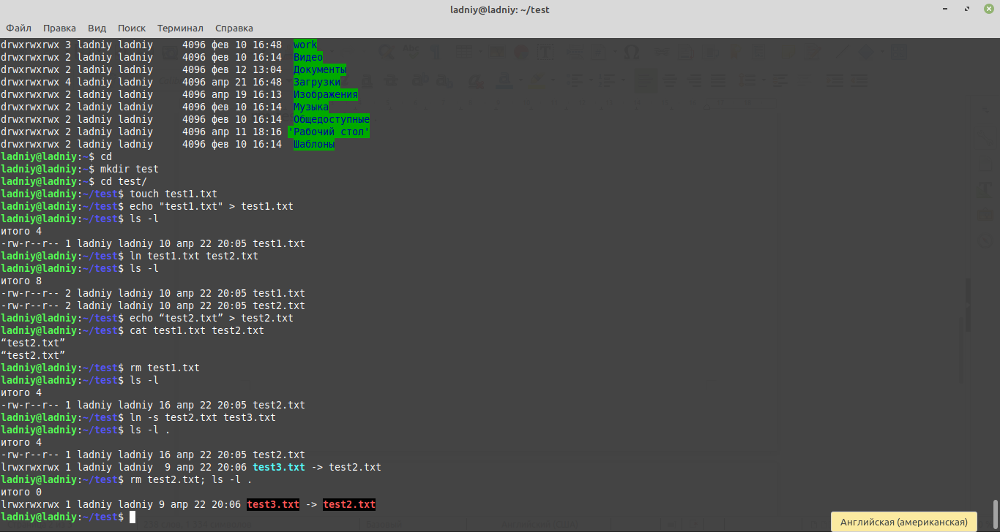 ladniy@ladniy: ~/test
Файл Правка Вид Поиск Терминал Справка
drwxrwxrwx 3 ladniy ladniy     4096 фев 10 16:48  work
drwxrwxrwx 2 ladniy ladniy     4096 фев 10 16:14  Видео
drwxrwxrwx 2 ladniy ladniy     4096 фев 12 13:04  Документы
drwxrwxrwx 4 ladniy ladniy     4096 апр 21 16:48  Загрузки
drwxrwxrwx 2 ladniy ladniy     4096 апр 19 16:13  Изображения
drwxrwxrwx 2 ladniy ladniy     4096 фев 10 16:14  Музыка
drwxrwxrwx 2 ladniy ladniy     4096 фев 10 16:14  Общедоступные
drwxrwxrwx 2 ladniy ladniy     4096 апр 11 18:16 'Рабочий стол'
drwxrwxrwx 2 ladniy ladniy     4096 фев 10 16:14  Шаблоны
ladniy@ladniy:~$ cd
ladniy@ladniy:~$ mkdir test
ladniy@ladniy:~$ cd test/
ladniy@ladniy:~/test$ touch test1.txt
ladniy@ladniy:~/test$ echo "test1.txt" > test1.txt
ladniy@ladniy:~/test$ ls -l
итого 4
-rw-r--r-- 1 ladniy ladniy 10 апр 22 20:05 test1.txt
ladniy@ladniy:~/test$ ln test1.txt test2.txt
ladniy@ladniy:~/test$ ls -l
итого 8
-rw-r--r-- 2 ladniy ladniy 10 апр 22 20:05 test1.txt
-rw-r--r-- 2 ladniy ladniy 10 апр 22 20:05 test2.txt
ladniy@ladniy:~/test$ echo “test2.txt” > test2.txt
ladniy@ladniy:~/test$ cat test1.txt test2.txt
“test2.txt”
“test2.txt”
ladniy@ladniy:~/test$ rm test1.txt
ladniy@ladniy:~/test$ ls -l
итого 4
-rw-r--r-- 1 ladniy ladniy 16 апр 22 20:05 test2.txt
ladniy@ladniy:~/test$ ln -s test2.txt test3.txt
ladniy@ladniy:~/test$ ls -l .
итого 4
-rw-r--r-- 1 ladniy ladniy 16 апр 22 20:05 test2.txt
lrwxrwxrwx 1 ladniy ladniy  9 апр 22 20:06 test3.txt -> test2.txt
ladniy@ladniy:~/test$ rm test2.txt; ls -l .
итого 0
lrwxrwxrwx 1 ladniy ladniy 9 апр 22 20:06 test3.txt -> test2.txt
ladniy@ladniy:~/test$
Английская (американская)